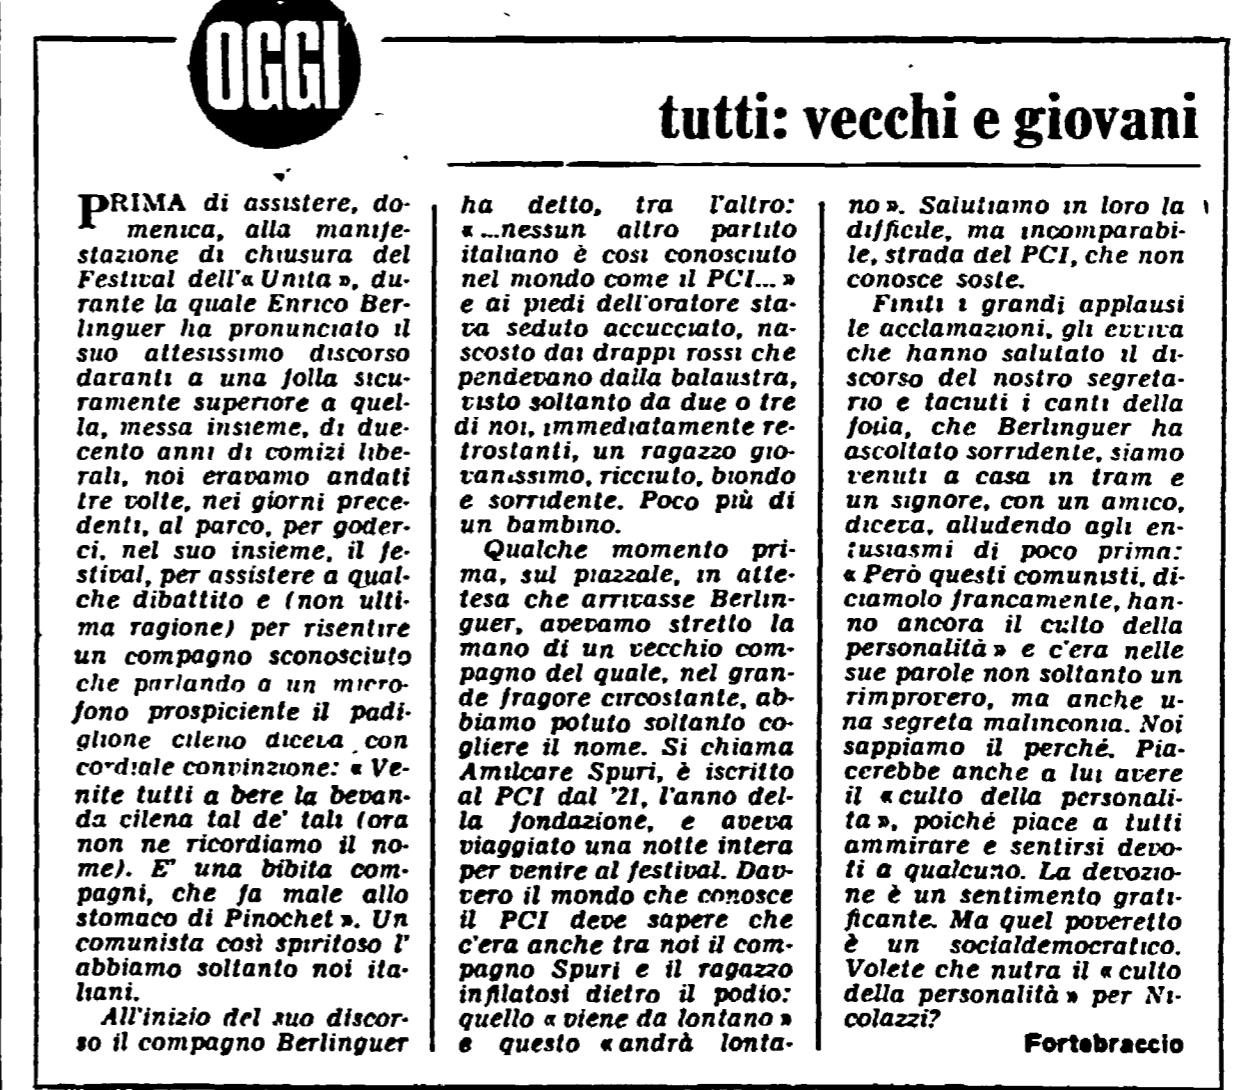 OGGI
tutti: vecchi e giovani
PRIMA di assistere, do-
menica, alla manife-
stazione di chiusura del
Festival dell'« Unità », du-
rante la quale Enrico Ber-
linguer ha pronunciato il
suo attesissimo discorso
davanti a una folla sicu-
ramente superiore a quel-
la, messa insieme, di due-
cento anni di comizi libe-
rali, noi eravamo andati
tre volte, nei giorni prece-
denti, al parco, per goder-
ci, nel suo insieme, il fe-
stival, per assistere a qual-
che dibattito e (non ulti-
ma ragione) per risentire
un compagno sconosciuto
che parlando a un micro-
fono prospiciente il padi-
glione cileno diceva con
cordiale convinzione: « Ve-
nite tutti a bere la bevan-
da cilena tal de' tali (ora
non ne ricordiamo il no-
me). E' una bibita com-
pagni, che fa male allo
stomaco di Pinochet ». Un
comunista così spiritoso l'
abbiamo soltanto noi ita-
liani.
All'inizio del suo discor-
so il compagno Berlinguer
ha detto, tra l'altro:
« ...nessun altro partito
italiano è così conosciuto
nel mondo come il PCI... »
e ai piedi dell'oratore sta-
va seduto accucciato, na-
scosto dai drappi rossi che
pendevano dalla balaustra,
visto soltanto da due o tre
di noi, immediatamente re-
trostanti, un ragazzo gio-
vanissimo, ricciuto, biondo
e sorridente. Poco più di
un bambino.
Qualche momento pri-
ma, sul piazzale, in atte-
tesa che arrivasse Berlin-
guer, avevamo stretto la
mano di un vecchio com-
pagno del quale, nel gran-
de fragore circostante, ab-
biamo potuto soltanto co-
gliere il nome. Si chiama
Amilcare Spuri, è iscritto
al PCI dal '21, l'anno del-
la fondazione, e aveva
viaggiato una notte intera
per venire al festival. Dav-
vero il mondo che conosce
il PCI deve sapere che
c'era anche tra noi il com-
pagno Spuri e il ragazzo
infilatosi dietro il podio:
quello « viene da lontano »
e questo « andrà lonta-
no ». Salutiamo in loro la
difficile, ma incomparabi-
le, strada del PCI, che non
conosce soste.
Finiti i grandi applausi
le acclamazioni, gli evviva
che hanno salutato il di-
scorso del nostro segreta-
rio e taciuti i canti della
folla, che Berlinguer ha
ascoltato sorridente, siamo
venuti a casa in tram e
un signore, con un amico,
diceva, alludendo agli en-
tusiasmi di poco prima:
« Però questi comunisti, di-
ciamolo francamente, han-
no ancora il culto della
personalità » e c'era nelle
sue parole non soltanto un
rimprovero, ma anche u-
na segreta malinconia. Noi
sappiamo il perché. Pia-
cerebbe anche a lui avere
il « culto della personali-
tà », poiché piace a tutti
ammirare e sentirsi devo-
ti a qualcuno. La devozio-
ne è un sentimento grati-
ficante. Ma quel poveretto
è un socialdemocratico.
Volete che nutra il « culto
della personalità » per Ni-
colazzi?
Fortebraccio